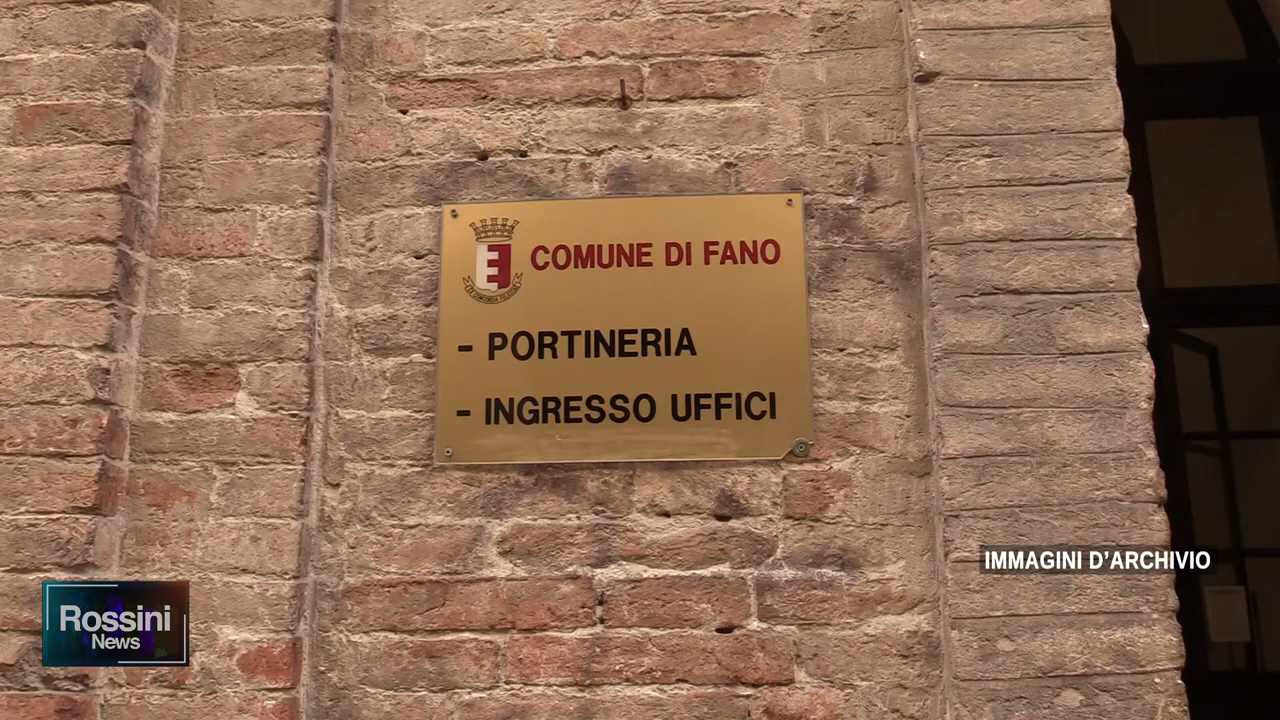 COMUNE DI FANO
- PORTINERIA
- INGRESSO UFFICI
IMMAGINI D'ARCHIVIO
Rossini
News